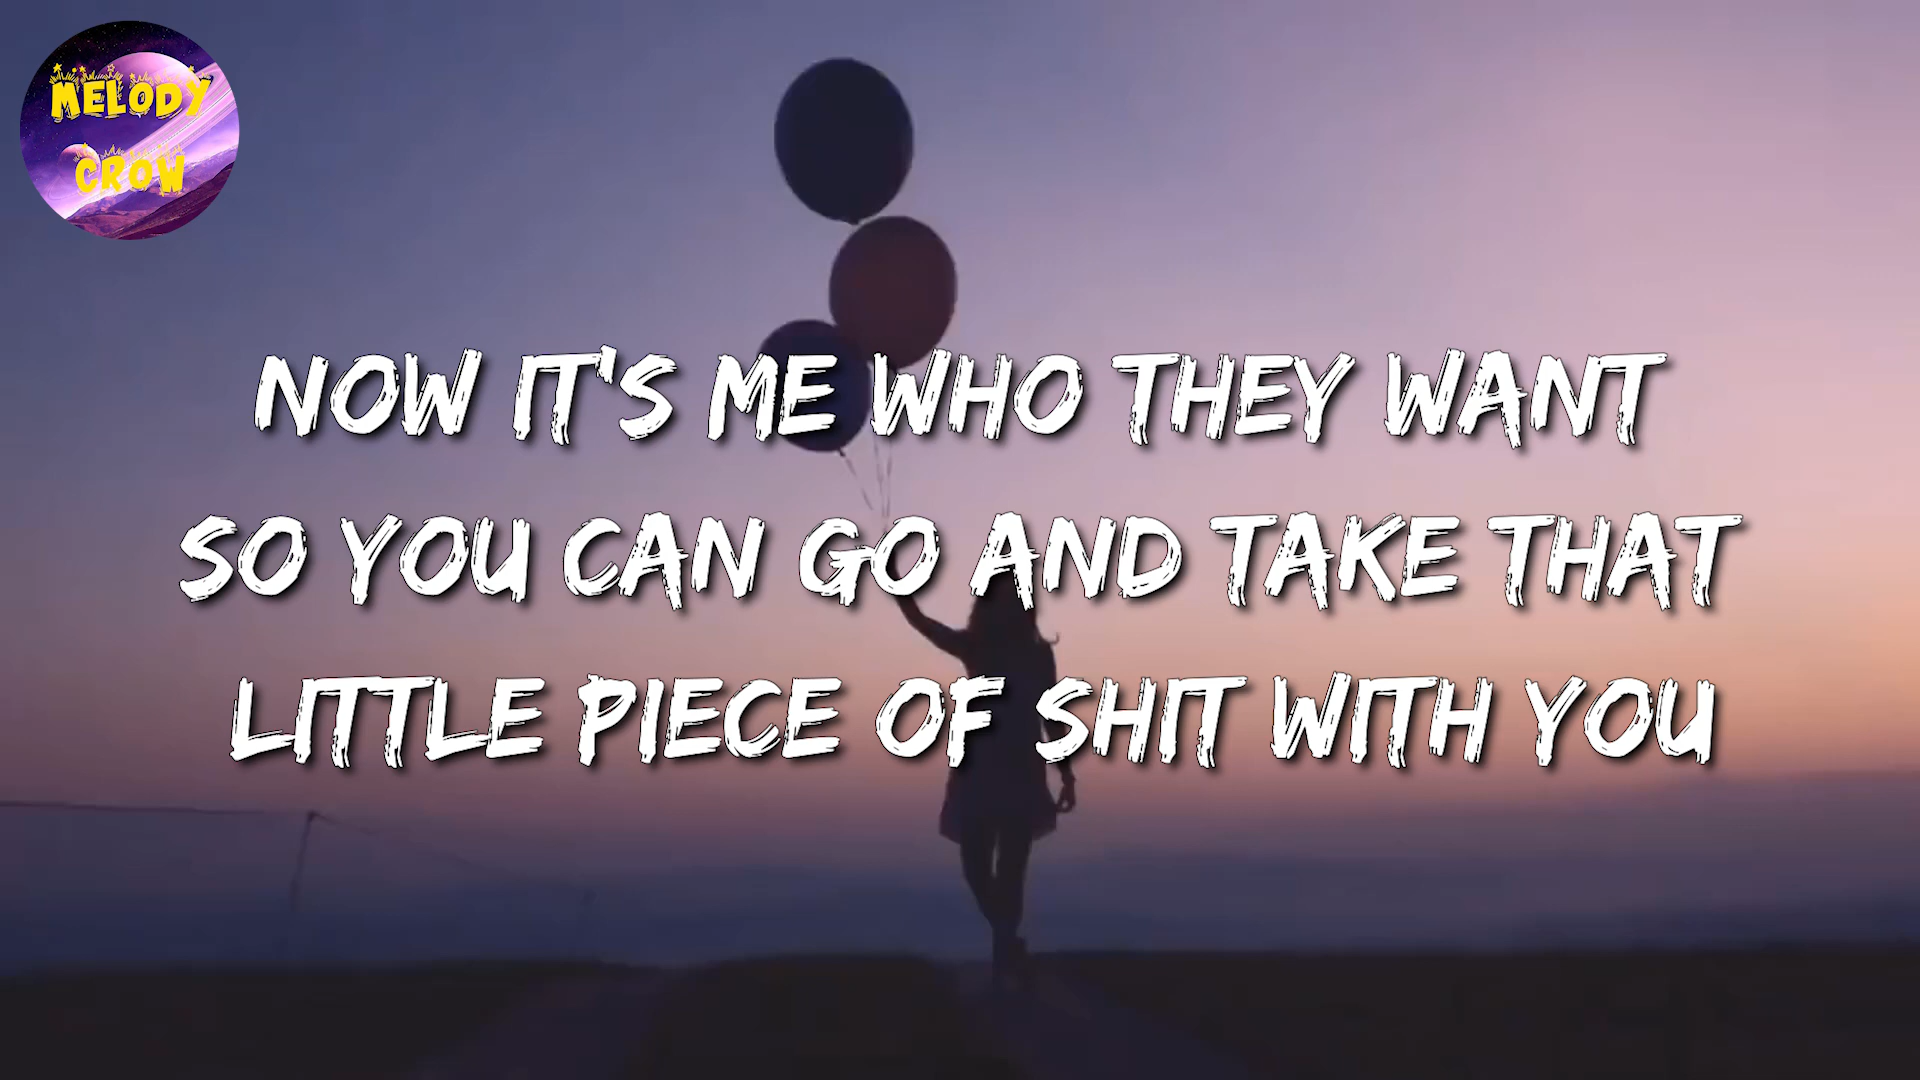 MELODY
CROW
NOW IT'S ME WHO THEY WANT
SO YOU CAN GO AND TAKE THAT
LITTLE PIECE OF SHIT WITH YOU